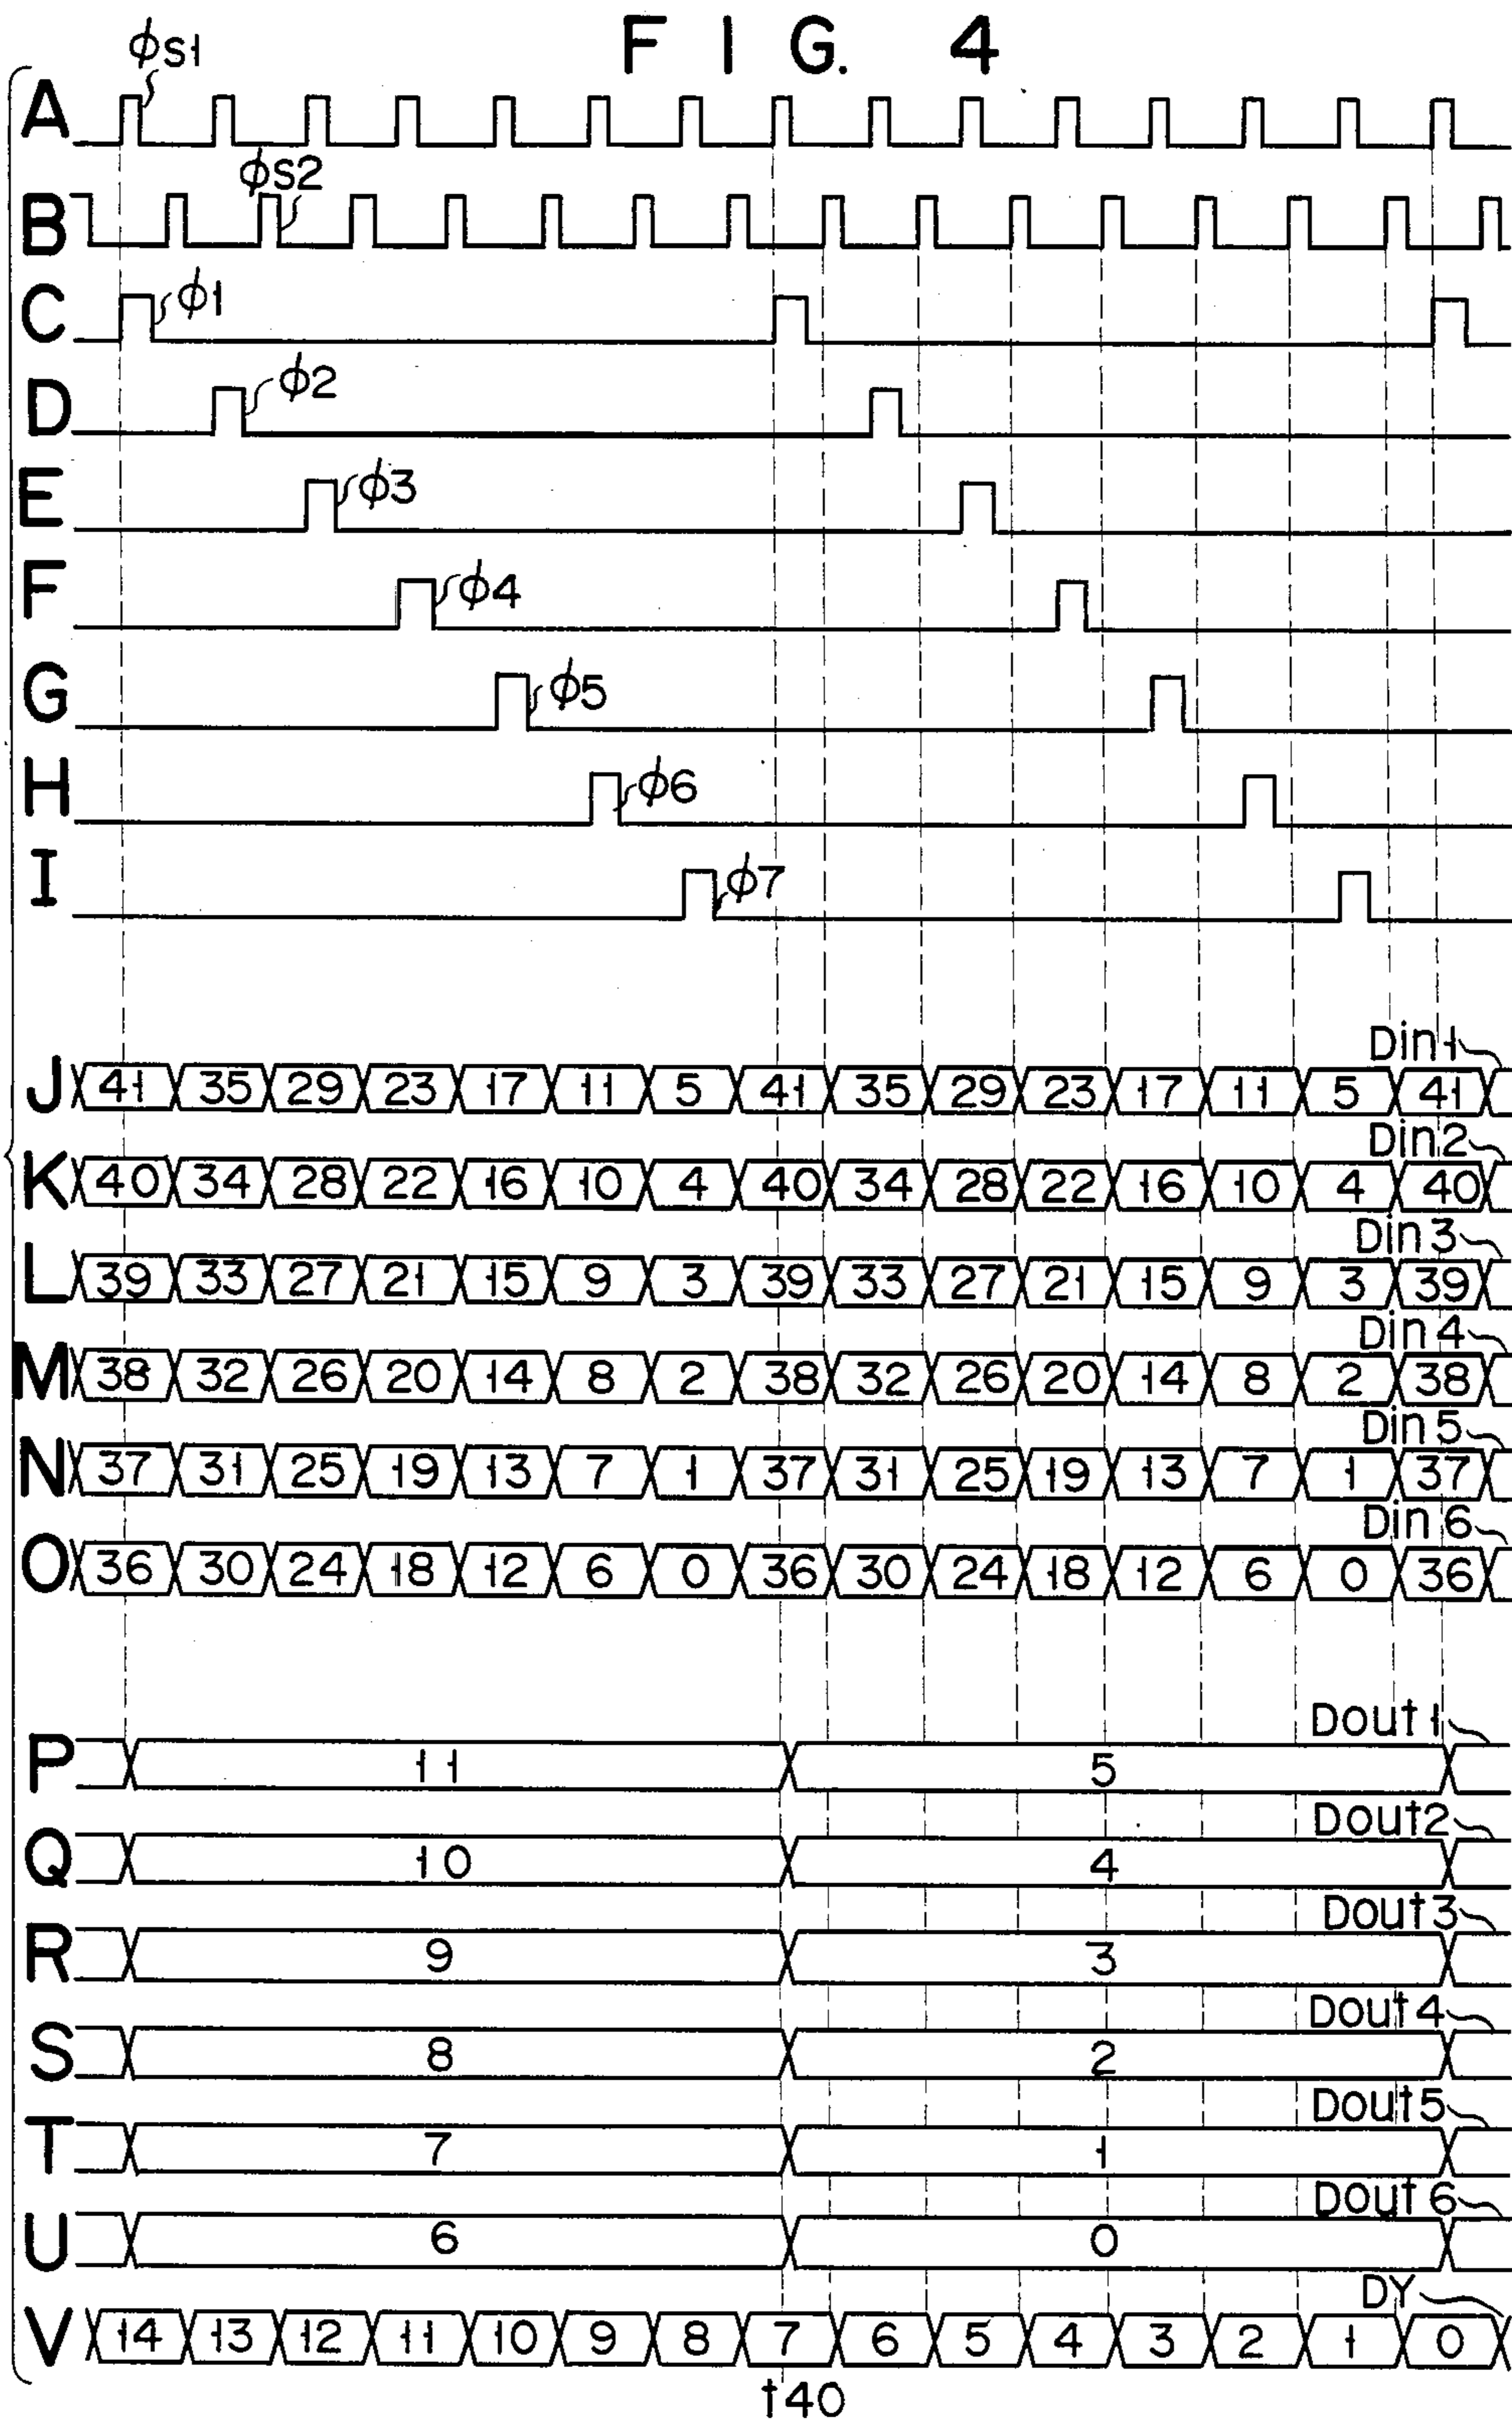 FIG. 4
A φS1
B φS2
C φ1
D φ2
E φ3
F φ4
G φ5
H φ6
I φ7
Din1
J 41 35 29 23 17 11 5 41 35 29 23 17 11 5 41
Din2
K 40 34 28 22 16 10 4 40 34 28 22 16 10 4 40
Din3
L 39 33 27 21 15 9 3 39 33 27 21 15 9 3 39
Din4
M 38 32 26 20 14 8 2 38 32 26 20 14 8 2 38
Din5
N 37 31 25 19 13 7 1 37 31 25 19 13 7 1 37
Din6
O 36 30 24 18 12 6 0 36 30 24 18 12 6 0 36
Dout1
P 11 5
Dout2
Q 10 4
Dout3
R 9 3
Dout4
S 8 2
Dout5
T 7 1
Dout6
U 6 0
DY
V 14 13 12 11 10 9 8 7 6 5 4 3 2 1 0
t40